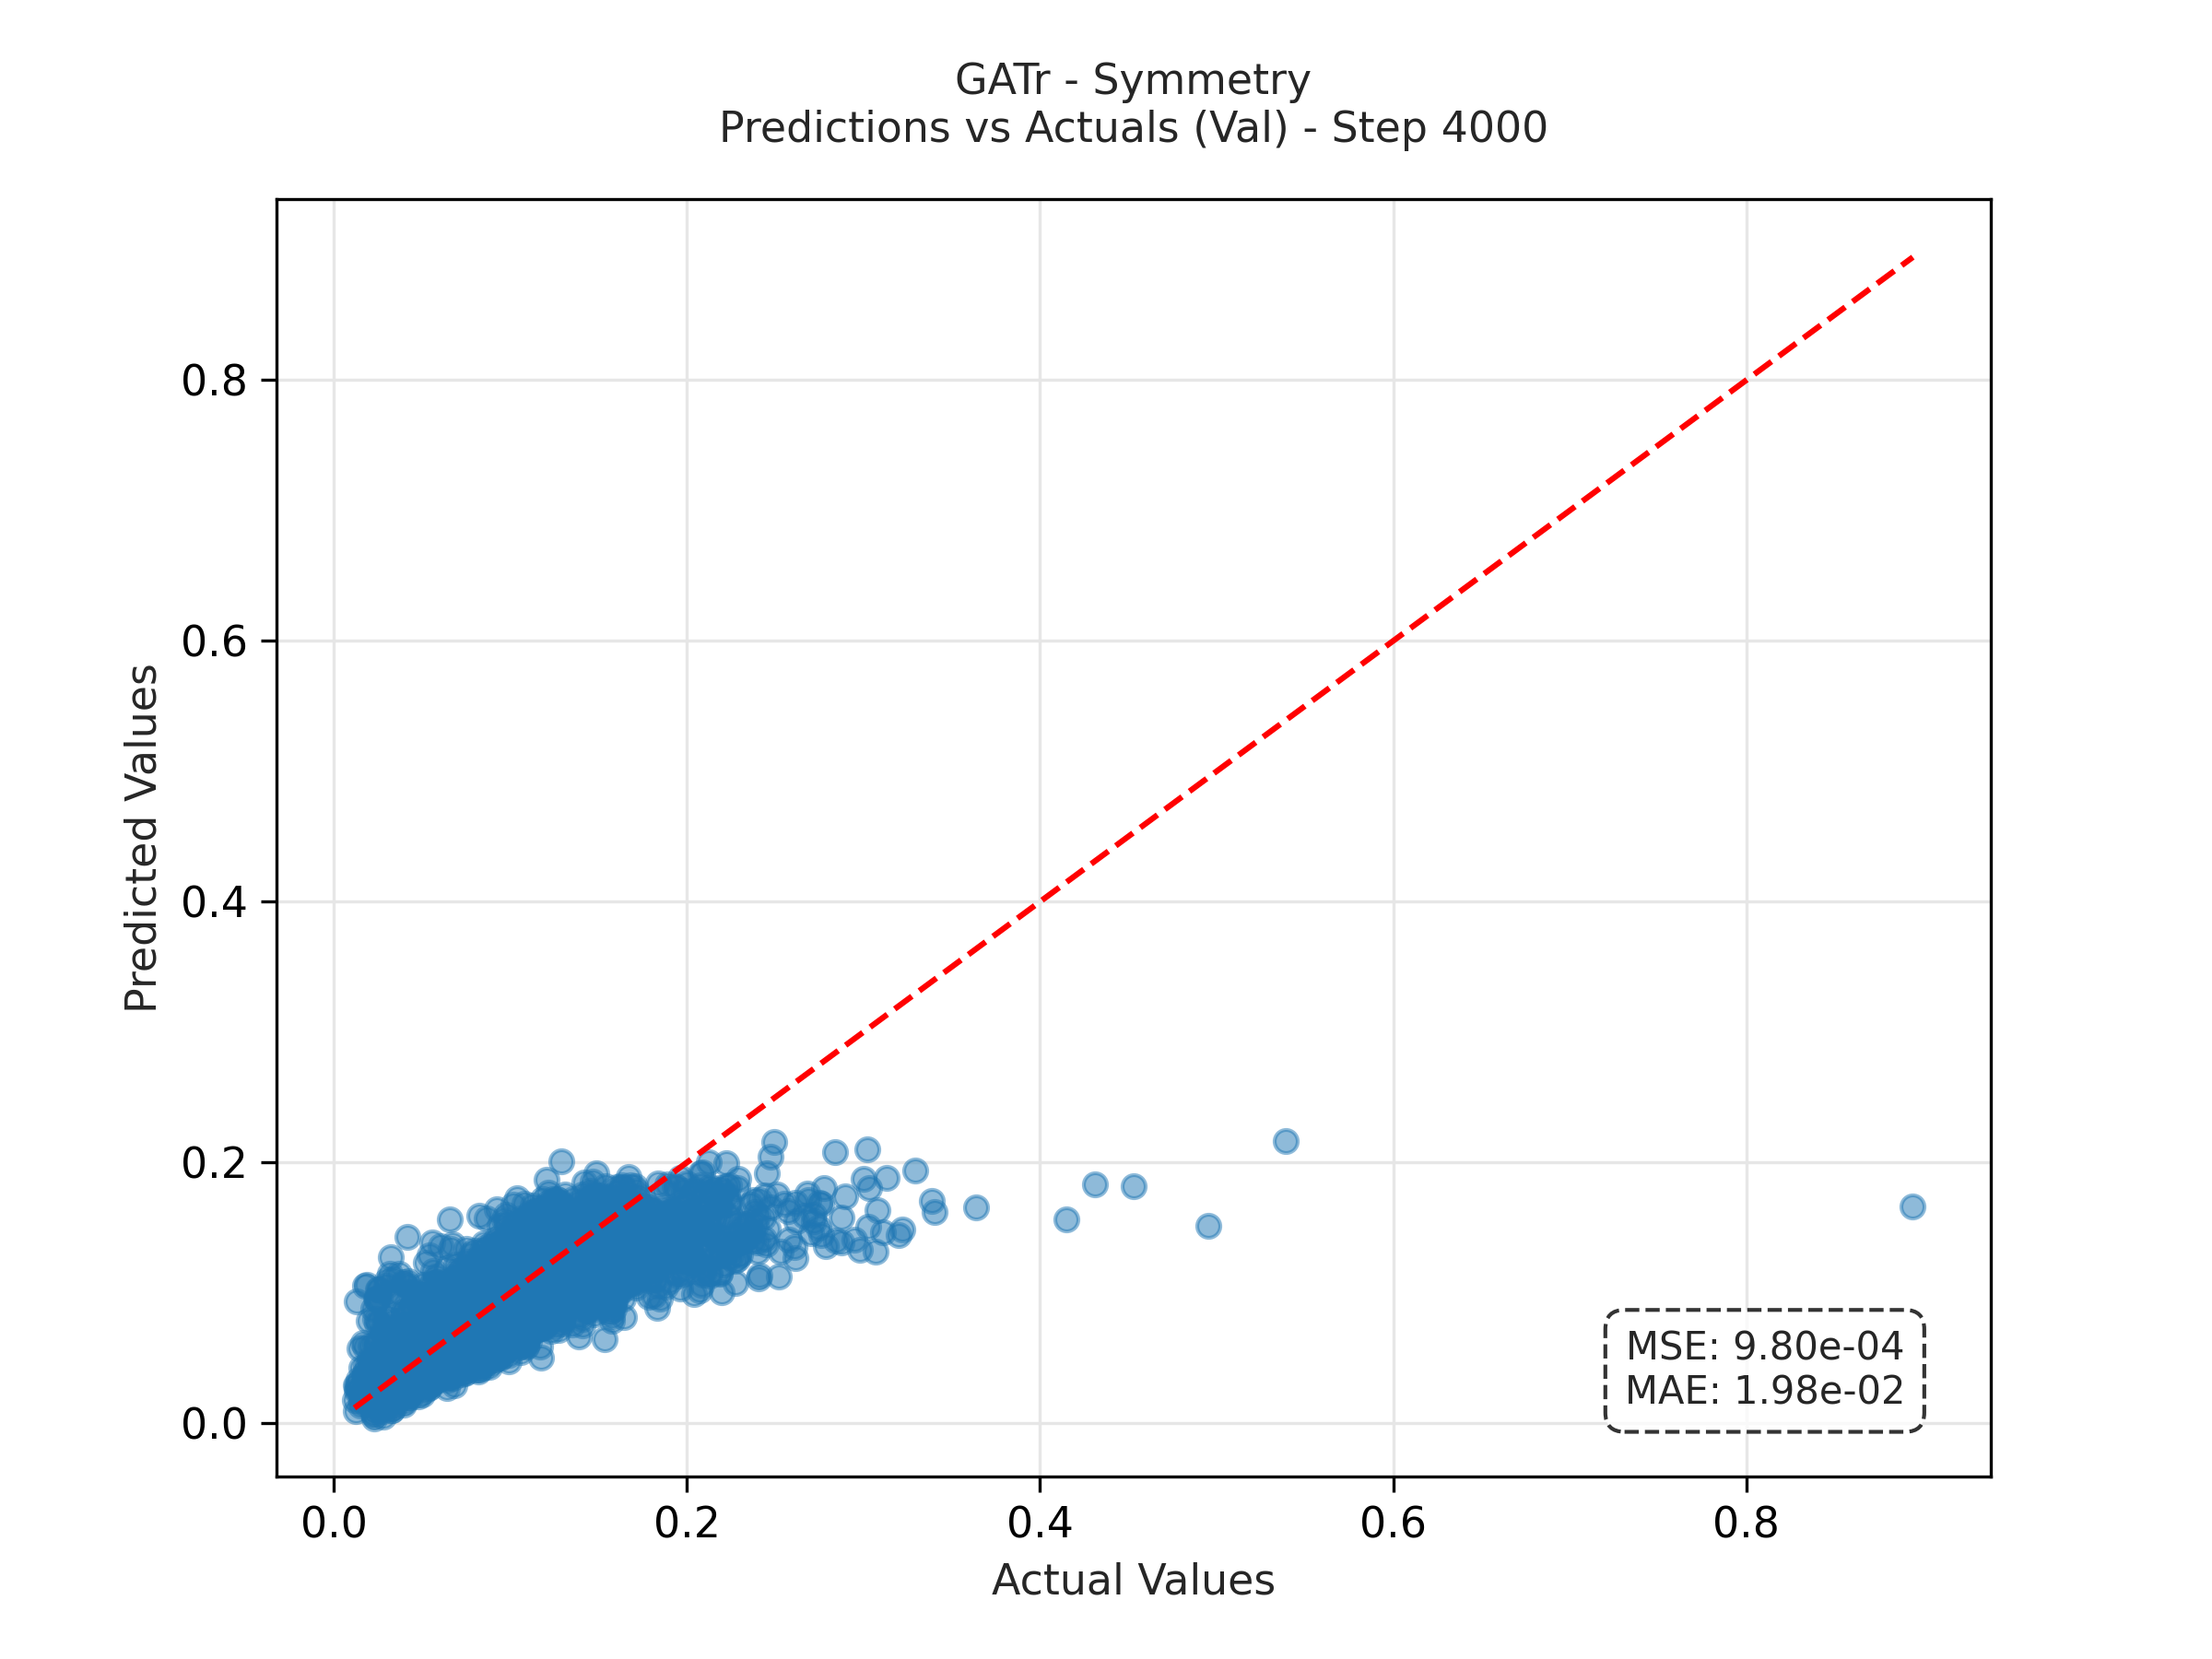 GATr - Symmetry
Predictions vs Actuals (Val) - Step 4000
Predicted Values
0.8
0.6
0.4
0.2
0.0
MSE: 9.80e-04
MAE: 1.98e-02
0.0 0.2 0.4 0.6 0.8
Actual Values